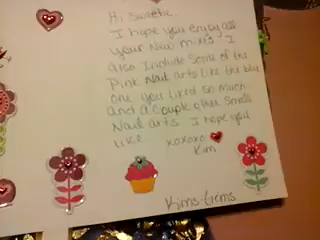 Hi Sweetie.
I hope you enjoy all
your New mixes. I
also Include Some of the
Pink Nail arts like the blue
one you liked so much
and a couple other Small
Nail arts I hope you
like
xoxoxo
Kim
Kims Gems